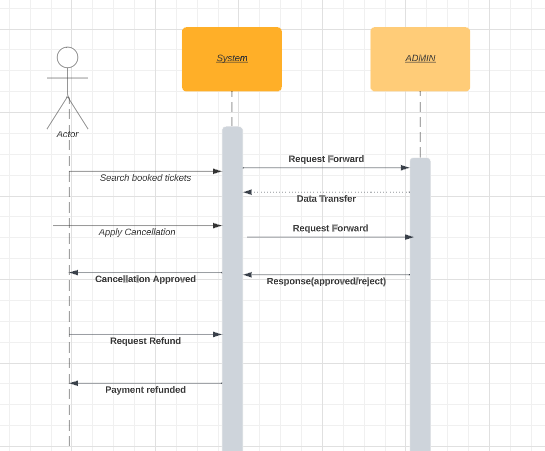 System
ADMIN
Actor
Request Forward
Search booked tickets
Data Transfer
Apply Cancellation
Request Forward
Cancellation Approved
Response(approved/reject)
Request Refund
Payment refunded